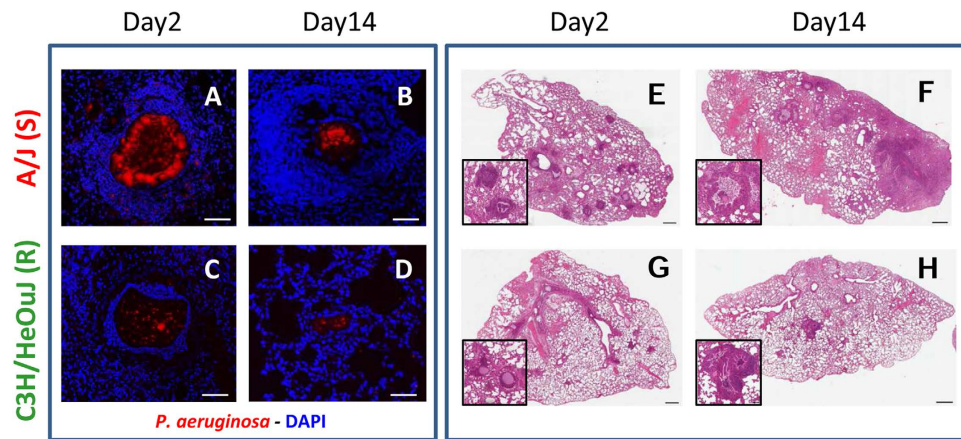 Day2 Day14 Day2 Day14
A/J (S)
A B E F
C3H/HeOuJ (R)
C D G H
P. aeruginosa - DAPI